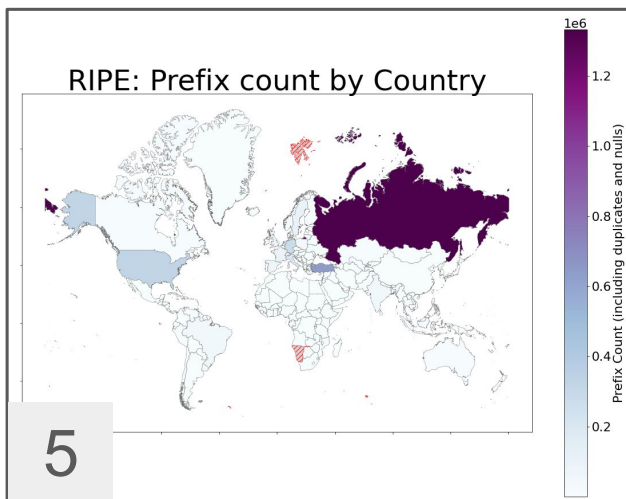 1e6
RIPE: Prefix count by Country
1.2
1.0
0.8
0.6
0.4
0.2
Prefix Count (including duplicates and nulls)
5